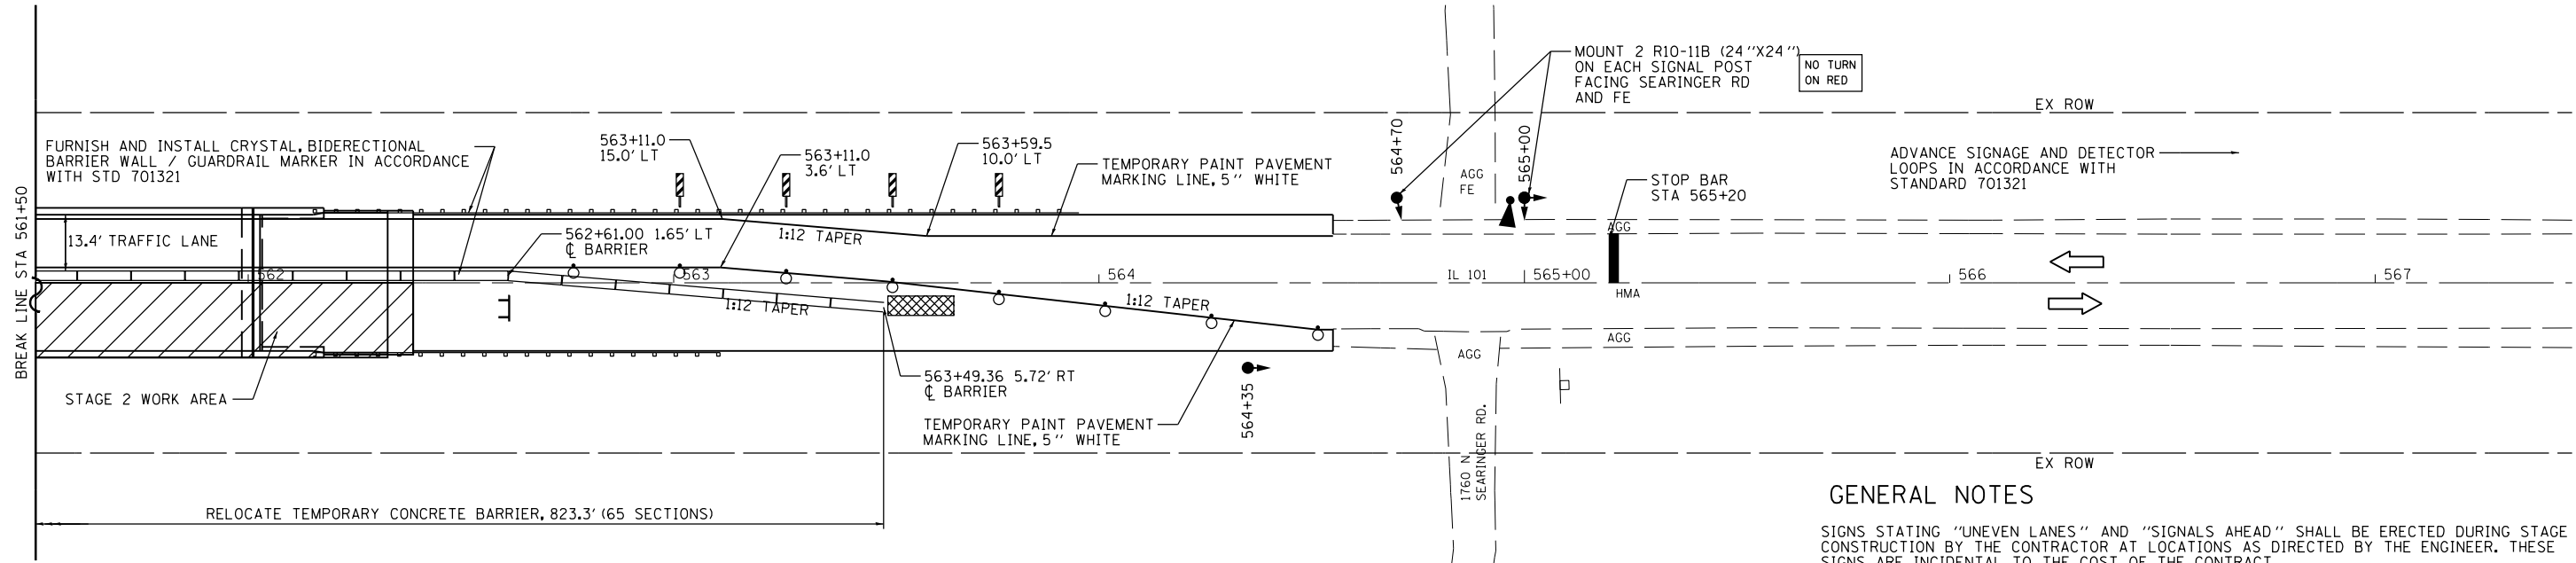 MOUNT 2 R10-11B (24"X24")
ON EACH SIGNAL POST
FACING SEARINGER RD
AND FE
NO TURN
ON RED
EX ROW
FURNISH AND INSTALL CRYSTAL, BIDERECTIONAL
BARRIER WALL / GUARDRAIL MARKER IN ACCORDANCE
WITH STD 701321
563+11.0
15.0' LT
563+11.0
3.6' LT
563+59.5
10.0' LT
TEMPORARY PAINT PAVEMENT
MARKING LINE, 5" WHITE
564+70
565+00
AGG
FE
STOP BAR
STA 565+20
ADVANCE SIGNAGE AND DETECTOR
LOOPS IN ACCORDANCE WITH
STANDARD 701321
BREAK LINE STA 561+50
13.4' TRAFFIC LANE
562+61.00 1.65' LT
℄ BARRIER
1:12 TAPER
AGG
562
563
564
IL 101
565+00
566
567
HMA
1:12 TAPER
1:12 TAPER
AGG
AGG
STAGE 2 WORK AREA
563+49.36 5.72' RT
℄ BARRIER
TEMPORARY PAINT PAVEMENT
MARKING LINE, 5" WHITE
564+35
1760 N
SEARINGER RD.
EX ROW
RELOCATE TEMPORARY CONCRETE BARRIER, 823.3' (65 SECTIONS)
GENERAL NOTES
SIGNS STATING "UNEVEN LANES" AND "SIGNALS AHEAD" SHALL BE ERECTED DURING STAGE
CONSTRUCTION BY THE CONTRACTOR AT LOCATIONS AS DIRECTED BY THE ENGINEER. THESE
SIGNS ARE INCIDENTAL TO THE COST OF THE CONTRACT